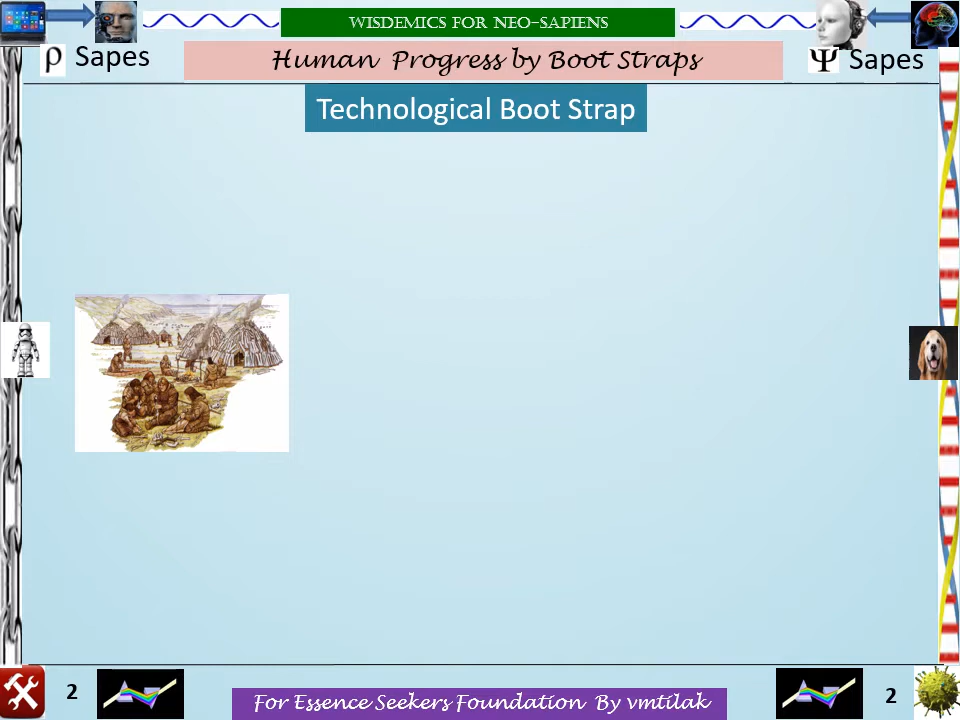 WISDEMICS FOR NEO-SAPIENS
ρ Sapes
Human Progress by Boot Straps
Ψ Sapes
Technological Boot Strap
2
For Essence Seekers Foundation By vmtilak
2